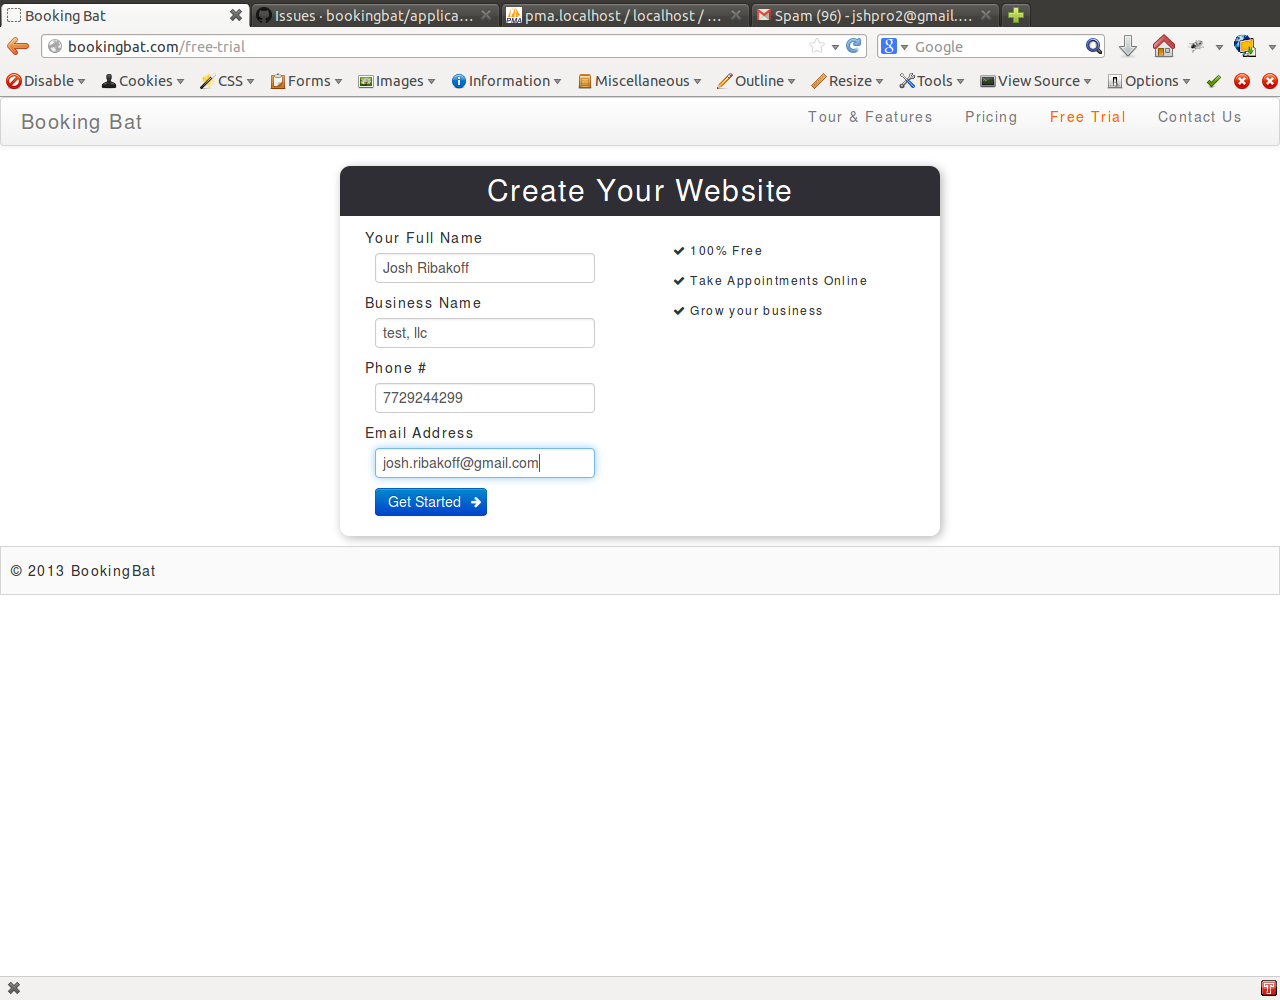 Booking Bat
Issues · bookingbat/applica...
pma.localhost / localhost / ...
Spam (96) - jshpro2@gmail....
bookingbat.com/free-trial
Google
Disable Cookies CSS Forms Images Information Miscellaneous Outline Resize Tools View Source Options
Booking Bat
Tour & Features Pricing Free Trial Contact Us
Create Your Website
Your Full Name
Josh Ribakoff
Business Name
test, llc
Phone #
7729244299
Email Address
josh.ribakoff@gmail.com
Get Started
100% Free
Take Appointments Online
Grow your business
© 2013 BookingBat